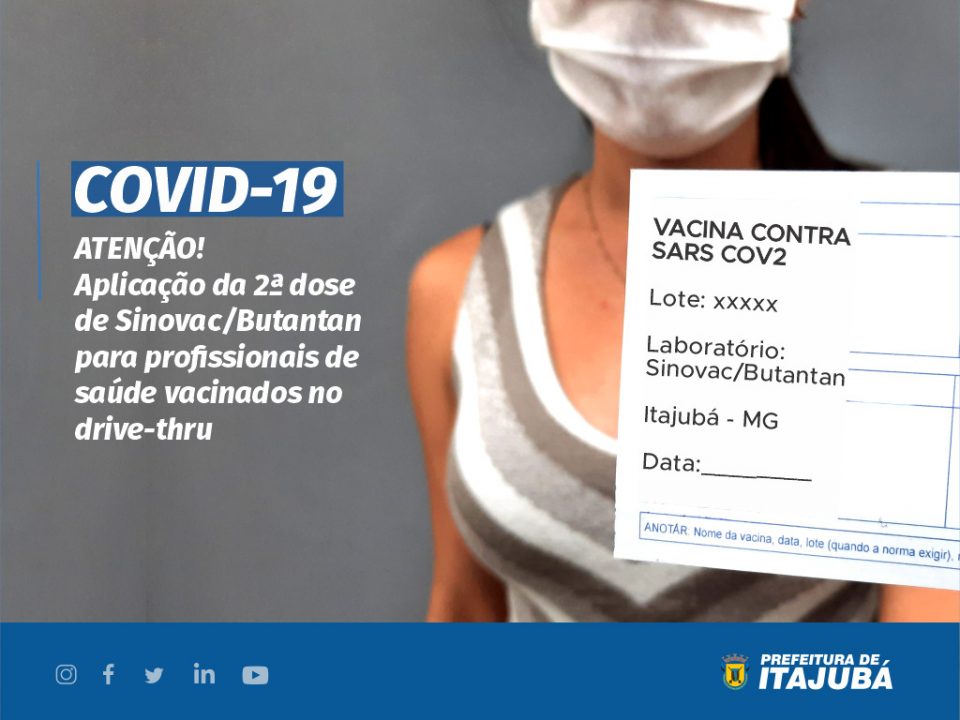 COVID-19
ATENÇÃO!
Aplicação da 2ª dose
de Sinovac/Butantan
para profissionais de
saúde vacinados no
drive-thru
VACINA CONTRA
SARS COV2
Lote: xxxxx
Laboratório:
Sinovac/Butantan
Itajubá - MG
Data:_________
ANOTÁR: Nome da vacina, data, lote (quando a norma exigir),
PREFEITURA DE
ITAJUBÁ